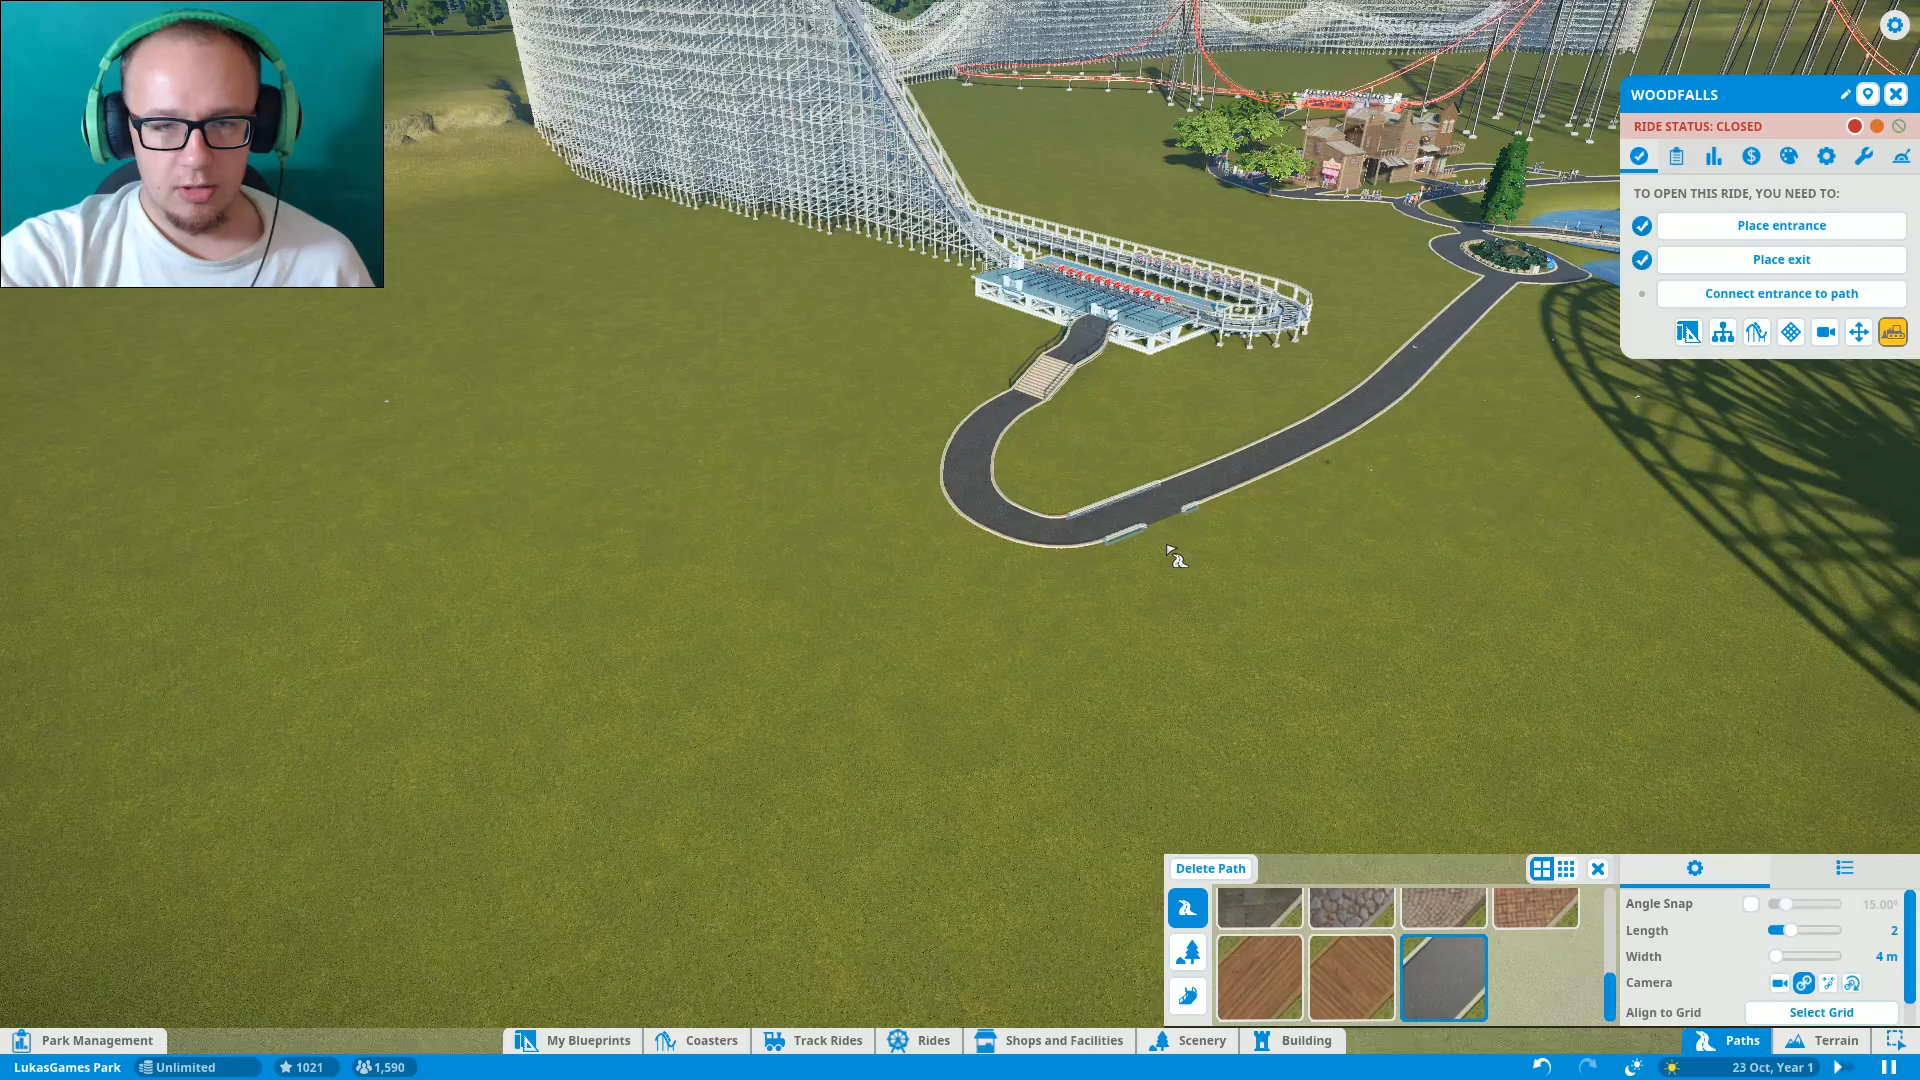 WOODFALLS
RIDE STATUS: CLOSED
TO OPEN THIS RIDE, YOU NEED TO:
Place entrance
Place exit
Connect entrance to path
Delete Path
Angle Snap 15.00°
Length 2
Width 4 m
Camera
Align to Grid Select Grid
Park Management My Blueprints Coasters Track Rides Rides Shops and Facilities Scenery Building Paths Terrain
LukasGames Park Unlimited 1021 1,590 23 Oct, Year 1